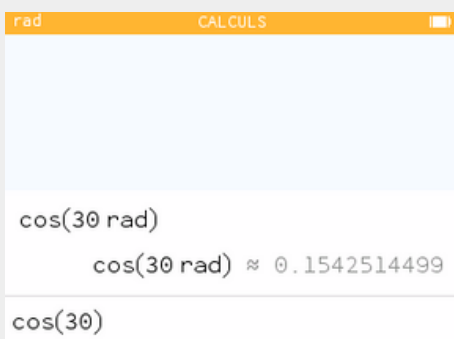 rad CALCULS
cos(30 rad)
cos(30 rad) ≈ 0.1542514499
cos(30)